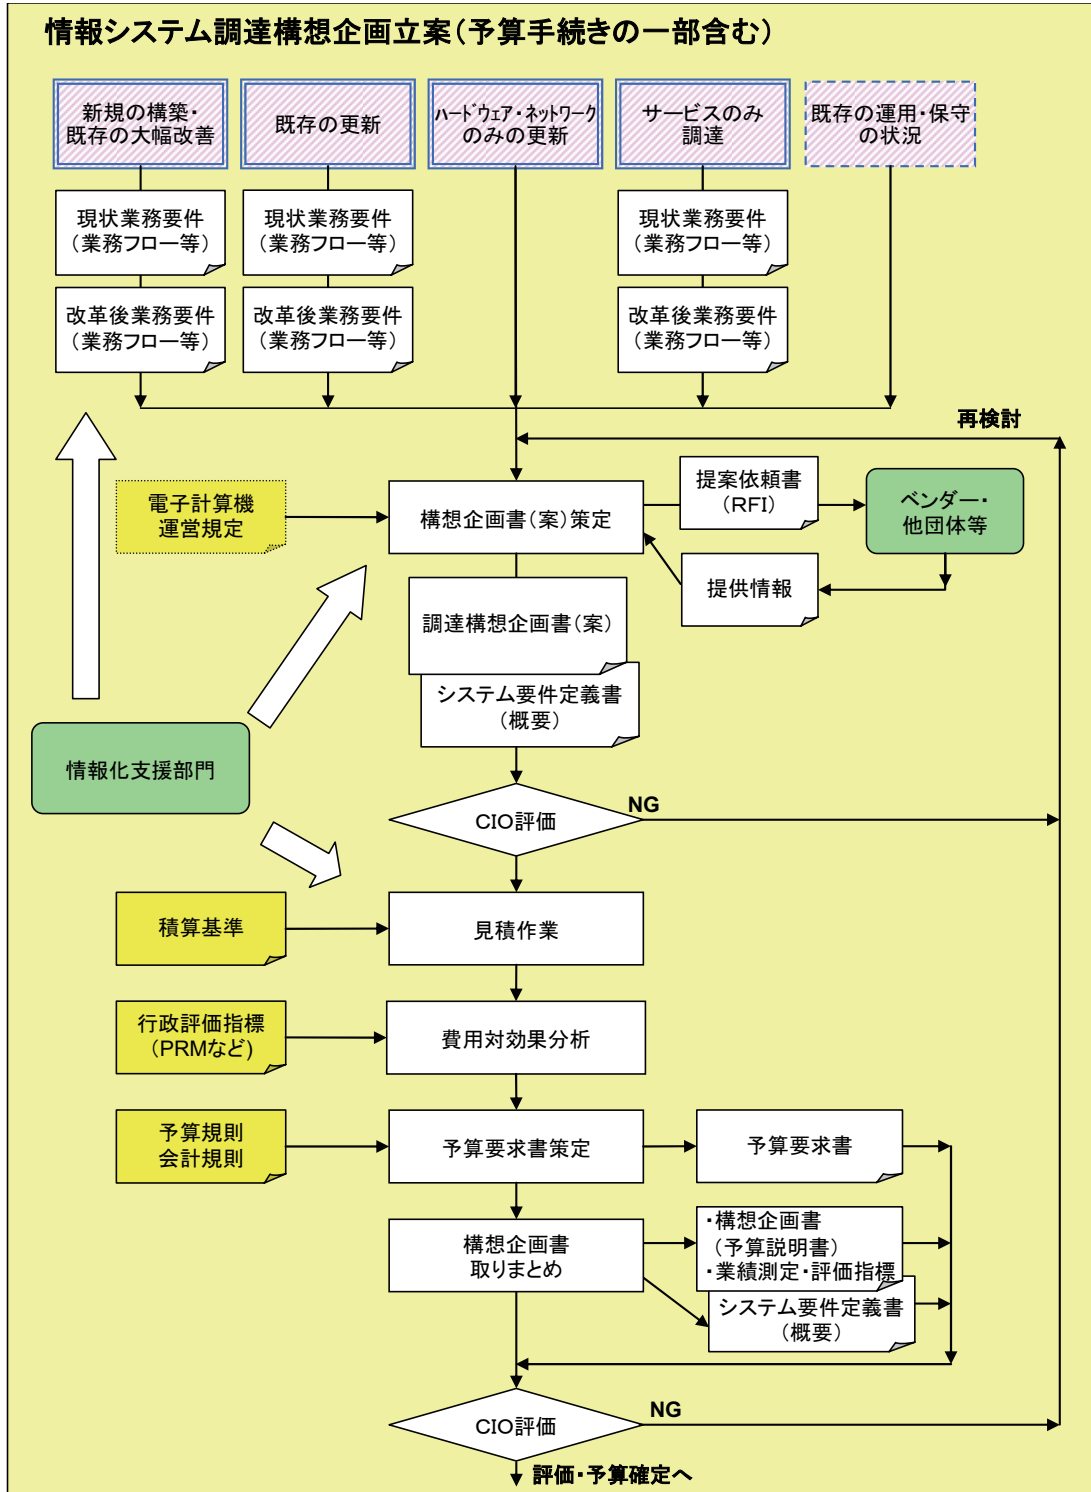 情報システム調達構想企画立案(予算手続きの一部含む)
新規の構築・
既存の大幅改善
既存の更新
ハードウェア・ネットワーク
のみの更新
サービスのみ
調達
既存の運用・保守
の状況
現状業務要件
(業務フロー等)
現状業務要件
(業務フロー等)
現状業務要件
(業務フロー等)
改革後業務要件
(業務フロー等)
改革後業務要件
(業務フロー等)
改革後業務要件
(業務フロー等)
再検討
電子計算機
運営規定
構想企画書(案)策定
提案依頼書
(RFI)
ベンダー・
他団体等
提供情報
調達構想企画書(案)
システム要件定義書
(概要)
情報化支援部門
CIO評価
NG
積算基準
見積作業
行政評価指標
(PRMなど)
費用対効果分析
予算規則
会計規則
予算要求書策定
予算要求書
構想企画書
取りまとめ
・構想企画書
(予算説明書)
・業績測定・評価指標
システム要件定義書
(概要)
CIO評価
NG
評価・予算確定へ